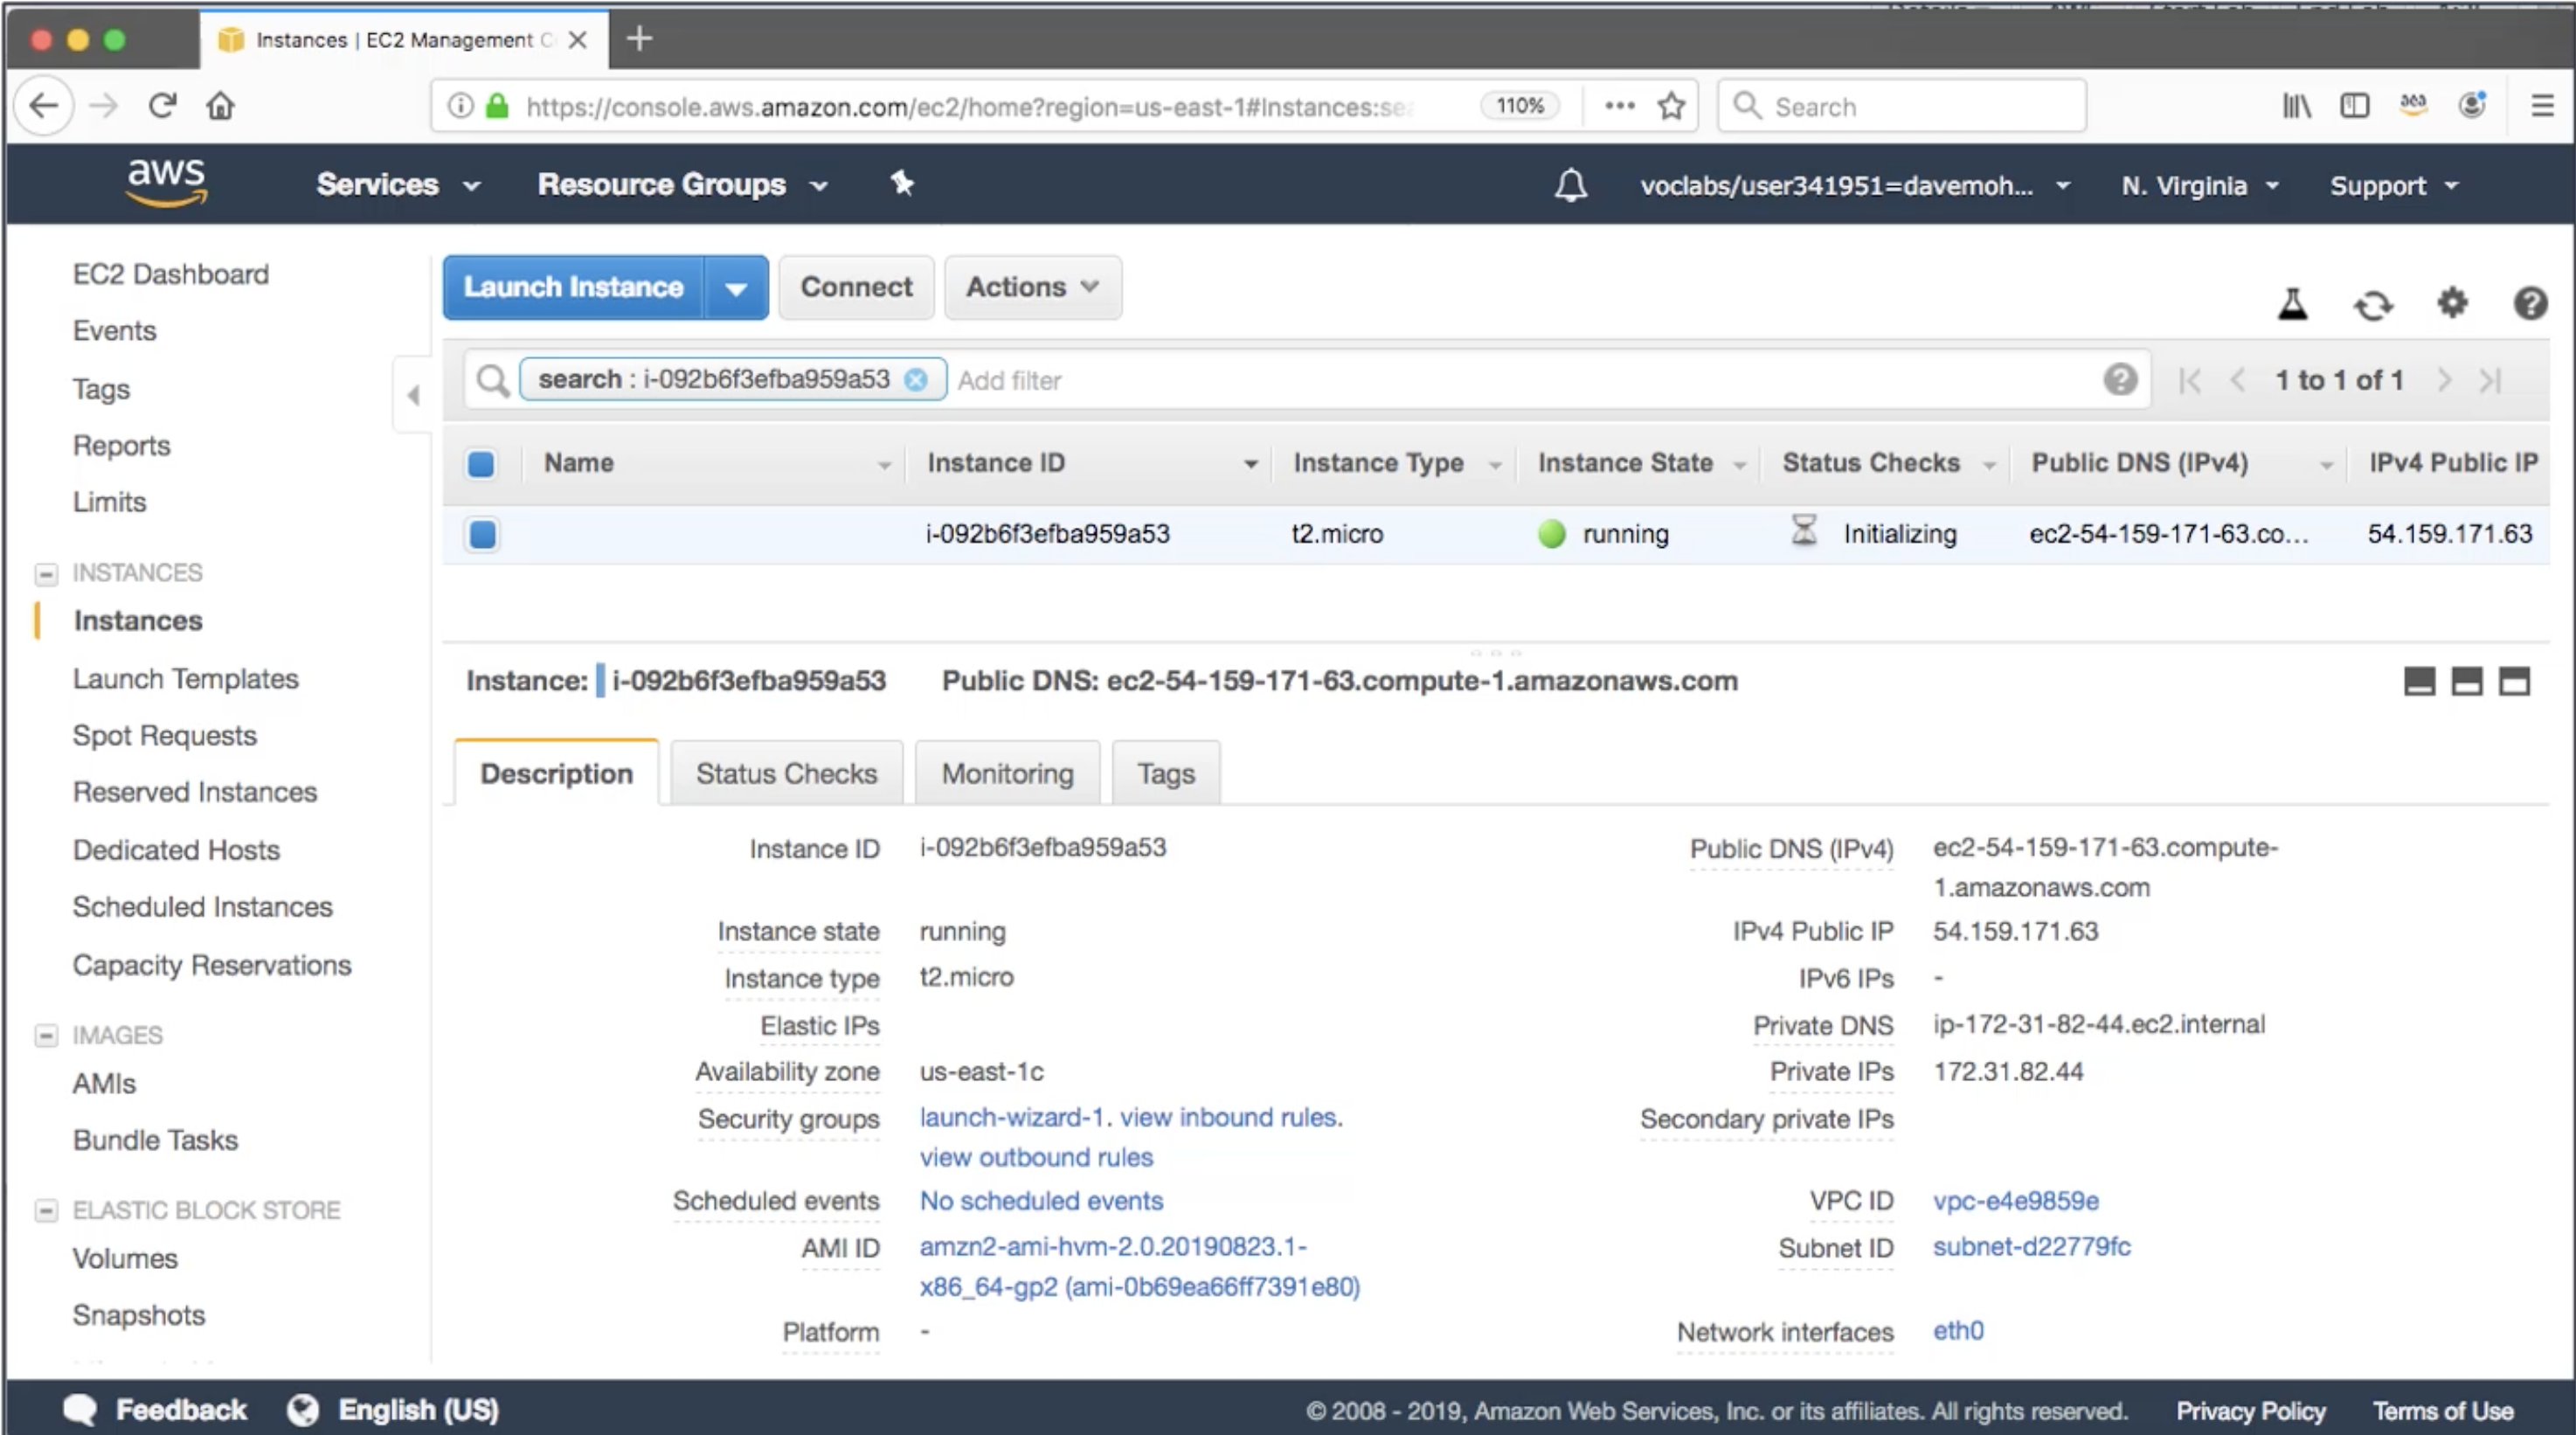 Instances | EC2 Management C
https://console.aws.amazon.com/ec2/home?region=us-east-1#Instances:sea
110%
Search
aws
Services
Resource Groups
voclabs/user341951=davemoh...
N. Virginia
Support
EC2 Dashboard
Events
Tags
Reports
Limits
INSTANCES
Instances
Launch Templates
Spot Requests
Reserved Instances
Dedicated Hosts
Scheduled Instances
Capacity Reservations
IMAGES
AMIs
Bundle Tasks
ELASTIC BLOCK STORE
Volumes
Snapshots
Launch Instance
Connect
Actions
search : i-092b6f3efba959a53
Add filter
1 to 1 of 1
Name Instance ID Instance Type Instance State Status Checks Public DNS (IPv4) IPv4 Public IP
i-092b6f3efba959a53 t2.micro running Initializing ec2-54-159-171-63.co... 54.159.171.63
Instance: i-092b6f3efba959a53 Public DNS: ec2-54-159-171-63.compute-1.amazonaws.com
Description Status Checks Monitoring Tags
Instance ID i-092b6f3efba959a53
Instance state running
Instance type t2.micro
Elastic IPs
Availability zone us-east-1c
Security groups launch-wizard-1. view inbound rules.
view outbound rules
Scheduled events No scheduled events
AMI ID amzn2-ami-hvm-2.0.20190823.1-
x86_64-gp2 (ami-0b69ea66ff7391e80)
Platform -
Public DNS (IPv4) ec2-54-159-171-63.compute-
1.amazonaws.com
IPv4 Public IP 54.159.171.63
IPv6 IPs -
Private DNS ip-172-31-82-44.ec2.internal
Private IPs 172.31.82.44
Secondary private IPs
VPC ID vpc-e4e9859e
Subnet ID subnet-d22779fc
Network interfaces eth0
Feedback
English (US)
© 2008 - 2019, Amazon Web Services, Inc. or its affiliates. All rights reserved.
Privacy Policy
Terms of Use